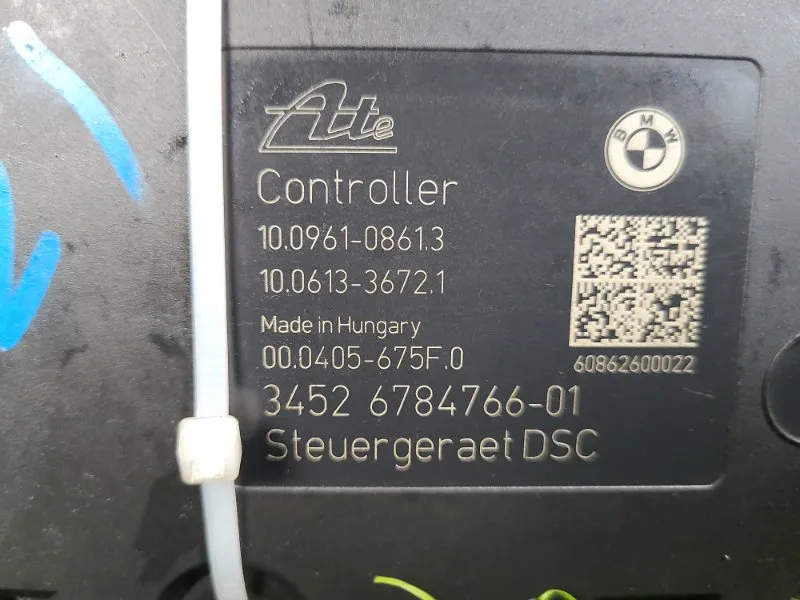 Ate
BMW
Controller
10.0961-0861.3
10.0613-3672.1
Made in Hungary
00.0405-675F.0
60862600022
3452 6784766-01
Steuergeraet DSC